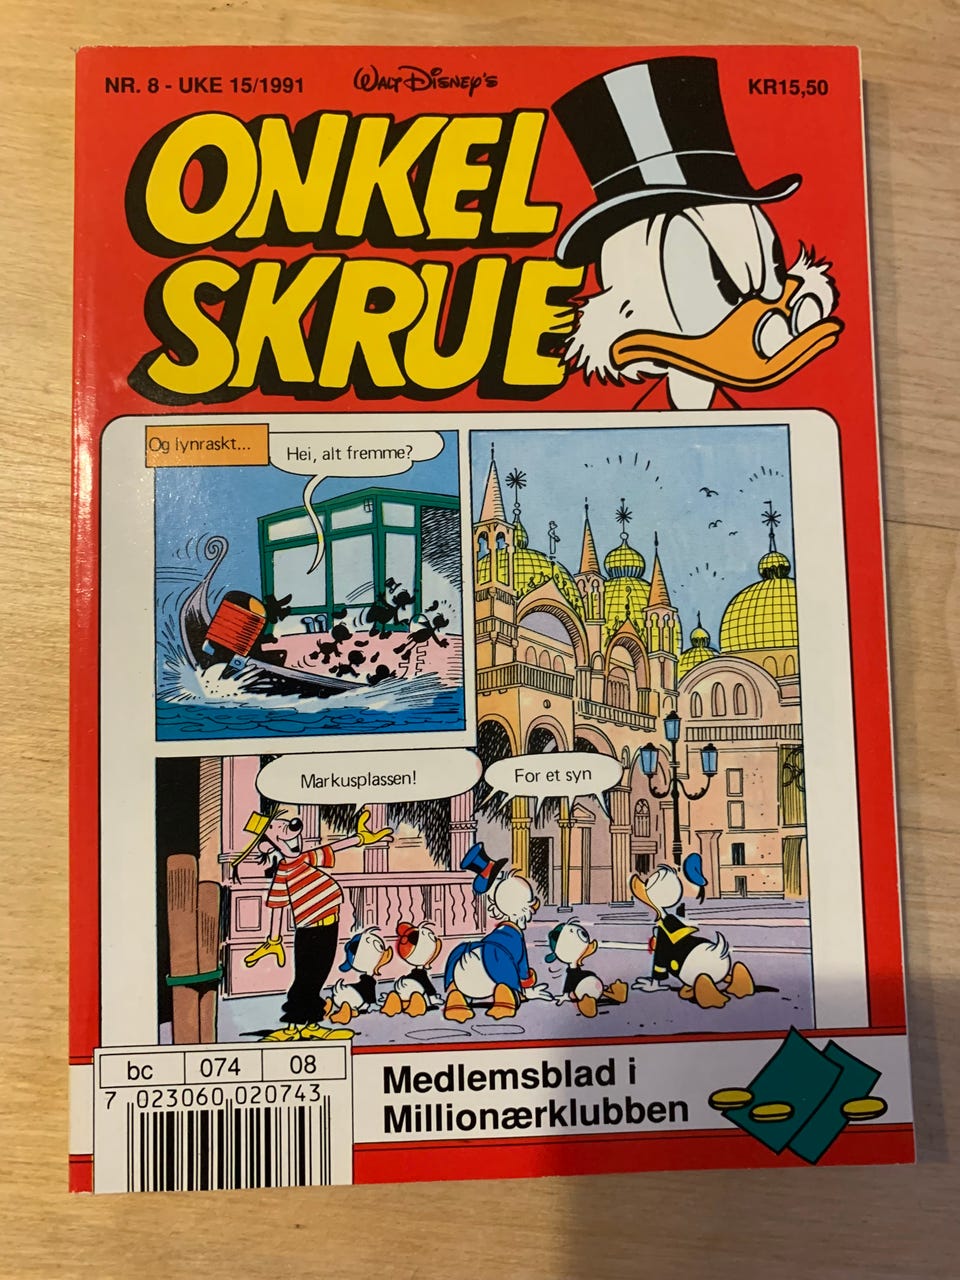 NR. 8 - UKE 15/1991
Walt Disney's
KR15,50
ONKEL
SKRUE
Og lynraskt...
Hei, alt fremme?
Markusplassen!
For et syn
bc 074 08
7 023060 020743
Medlemsblad i
Millionærklubben